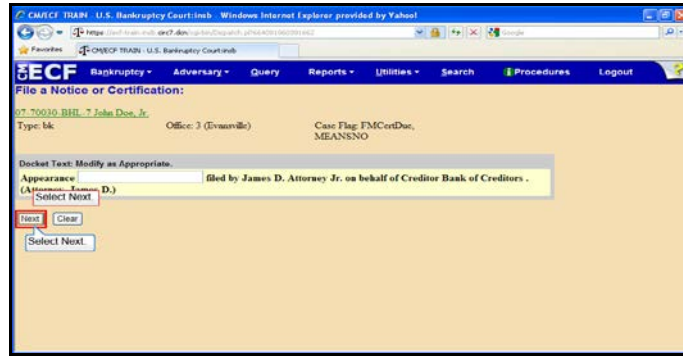 CM/ECF TRAIN - U.S. Bankruptcy Court:insb - Windows Internet Explorer provided by Yahoo!
Google
Favorites CM/ECF TRAIN - U.S. Bankruptcy Court:insb
ECF Bankruptcy Adversary Query Reports Utilities Search Procedures Logout ?
File a Notice or Certification:
07-70030-BHL-7 John Doe, Jr.
Type: bk Office: 3 (Evansville) Case Flag: FMCertDue,
MEANSNO
Docket Text: Modify as Appropriate.
Appearance filed by James D. Attorney Jr. on behalf of Creditor Bank of Creditors .
(Attorney, James D.)
Select Next.
Next Clear
Select Next.